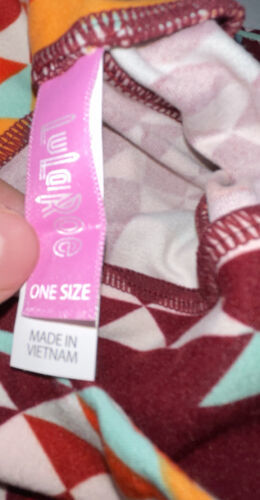 LuLaRoe
ONE SIZE
MADE IN
VIETNAM